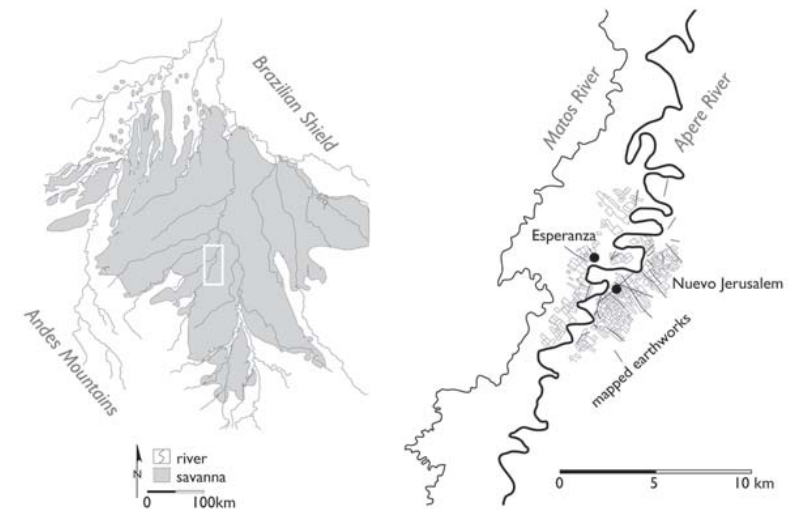 Brazilian Shield
Andes Mountains
N
river
savanna
0 100km
Matos River
Apere River
Esperanza
Nuevo Jerusalem
mapped earthworks
0 5 10 km